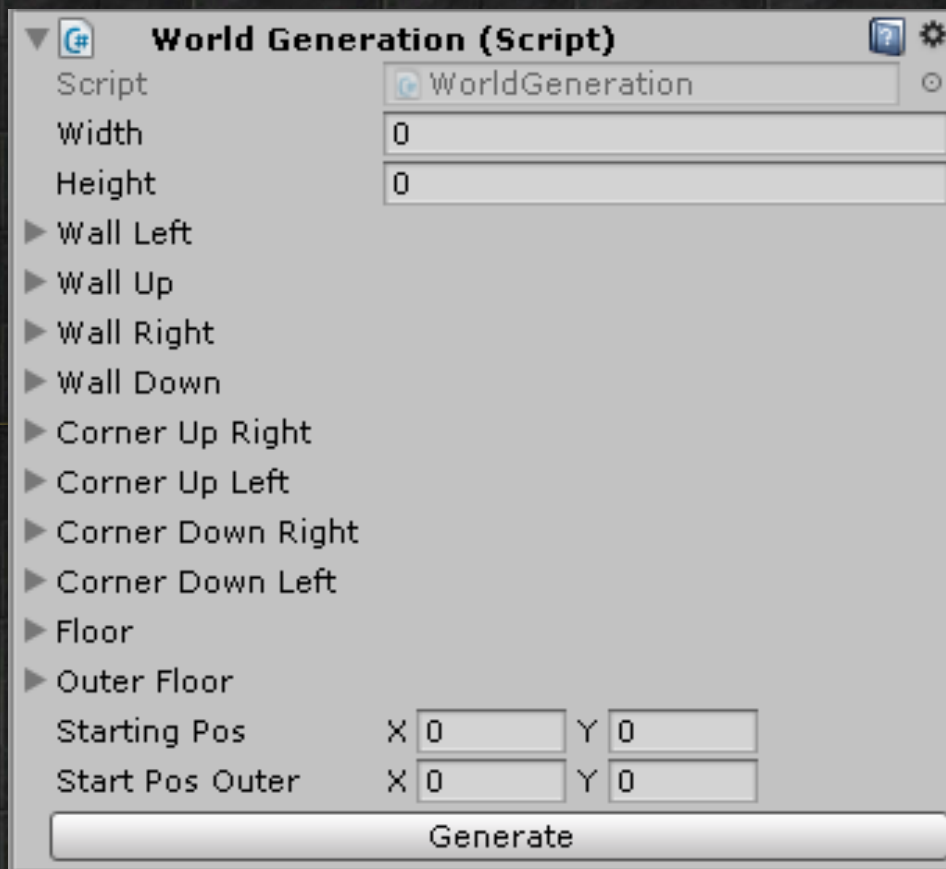 World Generation (Script)
Script WorldGeneration
Width 0
Height 0
Wall Left
Wall Up
Wall Right
Wall Down
Corner Up Right
Corner Up Left
Corner Down Right
Corner Down Left
Floor
Outer Floor
Starting Pos X 0 Y 0
Start Pos Outer X 0 Y 0
Generate